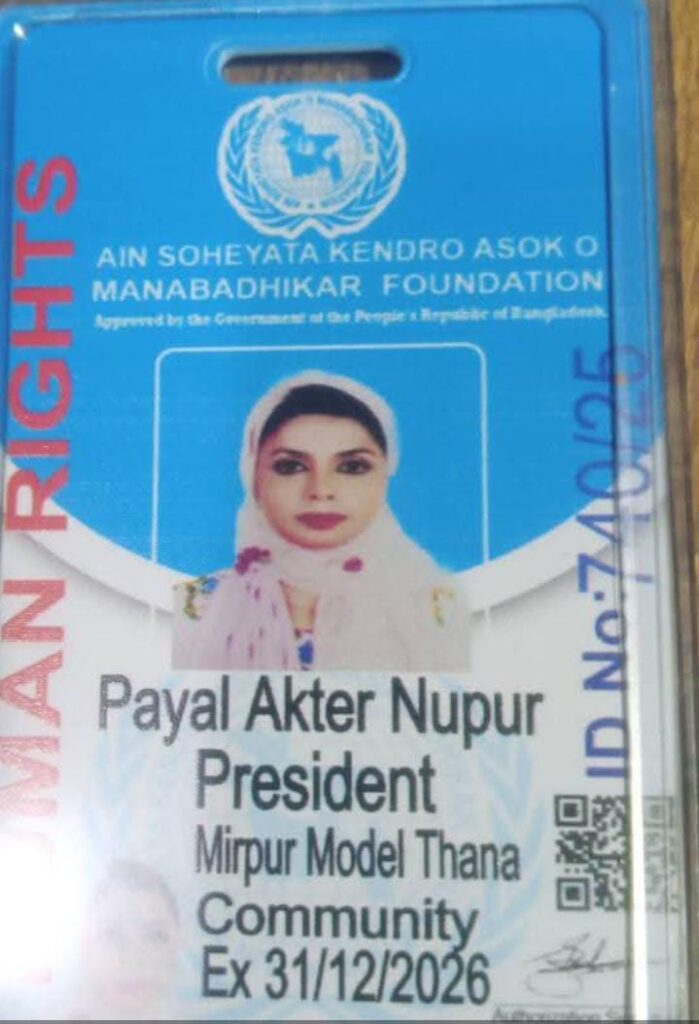 AIN SOHEYATA KENDRO ASOK O
MANABADHIKAR FOUNDATION
Approved by the Government of the People's Republic of Bangladesh.
HUMAN RIGHTS
ID No:740/25
Payal Akter Nupur
President
Mirpur Model Thana
Community
Ex 31/12/2026
Authorization